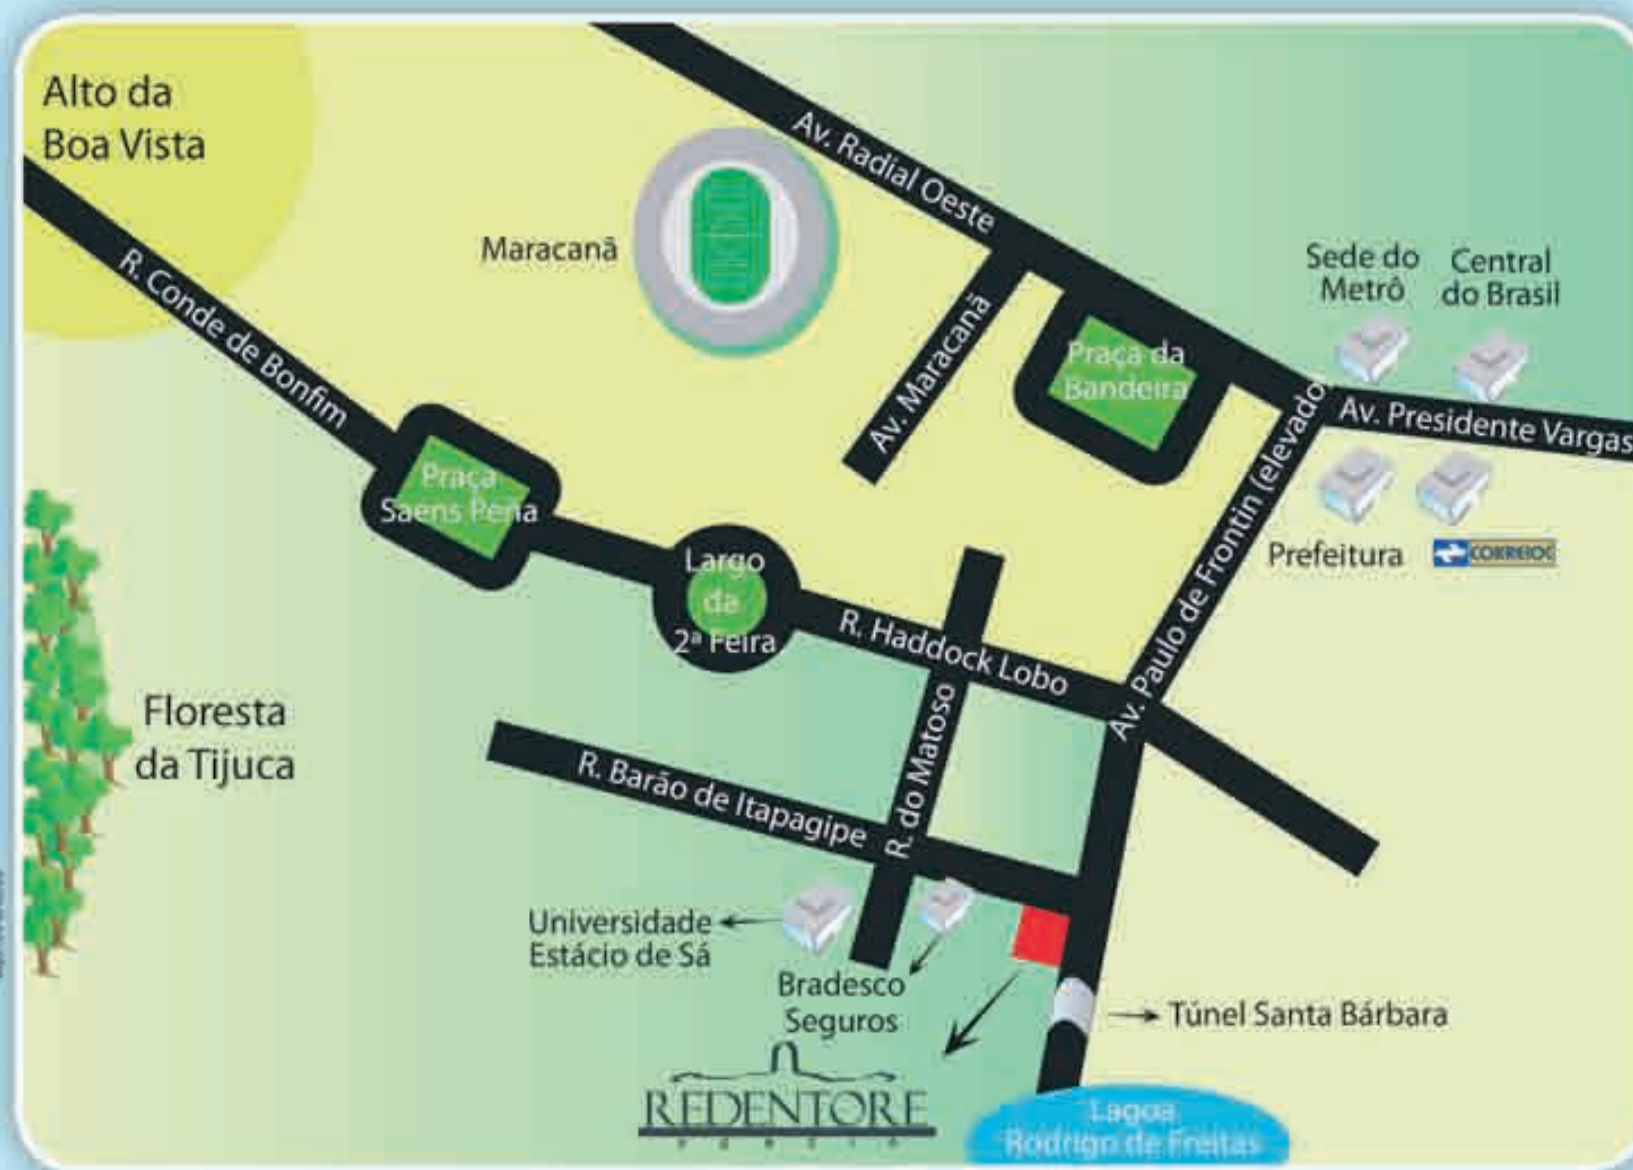 Alto da
Boa Vista
Av. Radial Oeste
Maracanã
R. Conde de Bonfim
Sede do
Metrô
Central
do Brasil
Av. Maracanã
Praça da
Bandeira
Av. Presidente Vargas
Praça
Saens Peña
Av. Paulo de Frontin (elevado)
Prefeitura
CORREIOS
Largo
da
2ª Feira
R. Haddock Lobo
Floresta
da Tijuca
R. Barão de Itapagipe
R. do Matoso
Universidade
Estácio de Sá
Bradesco
Seguros
Túnel Santa Bárbara
REDENTORE
Lagoa
Rodrigo de Freitas